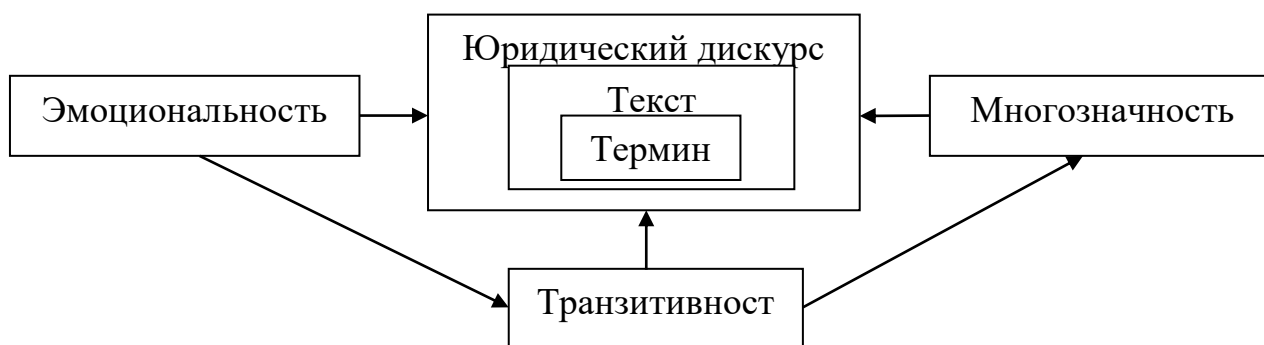 Юридический дискурс
Эмоциональность
Текст
Многозначность
Термин
Транзитивност